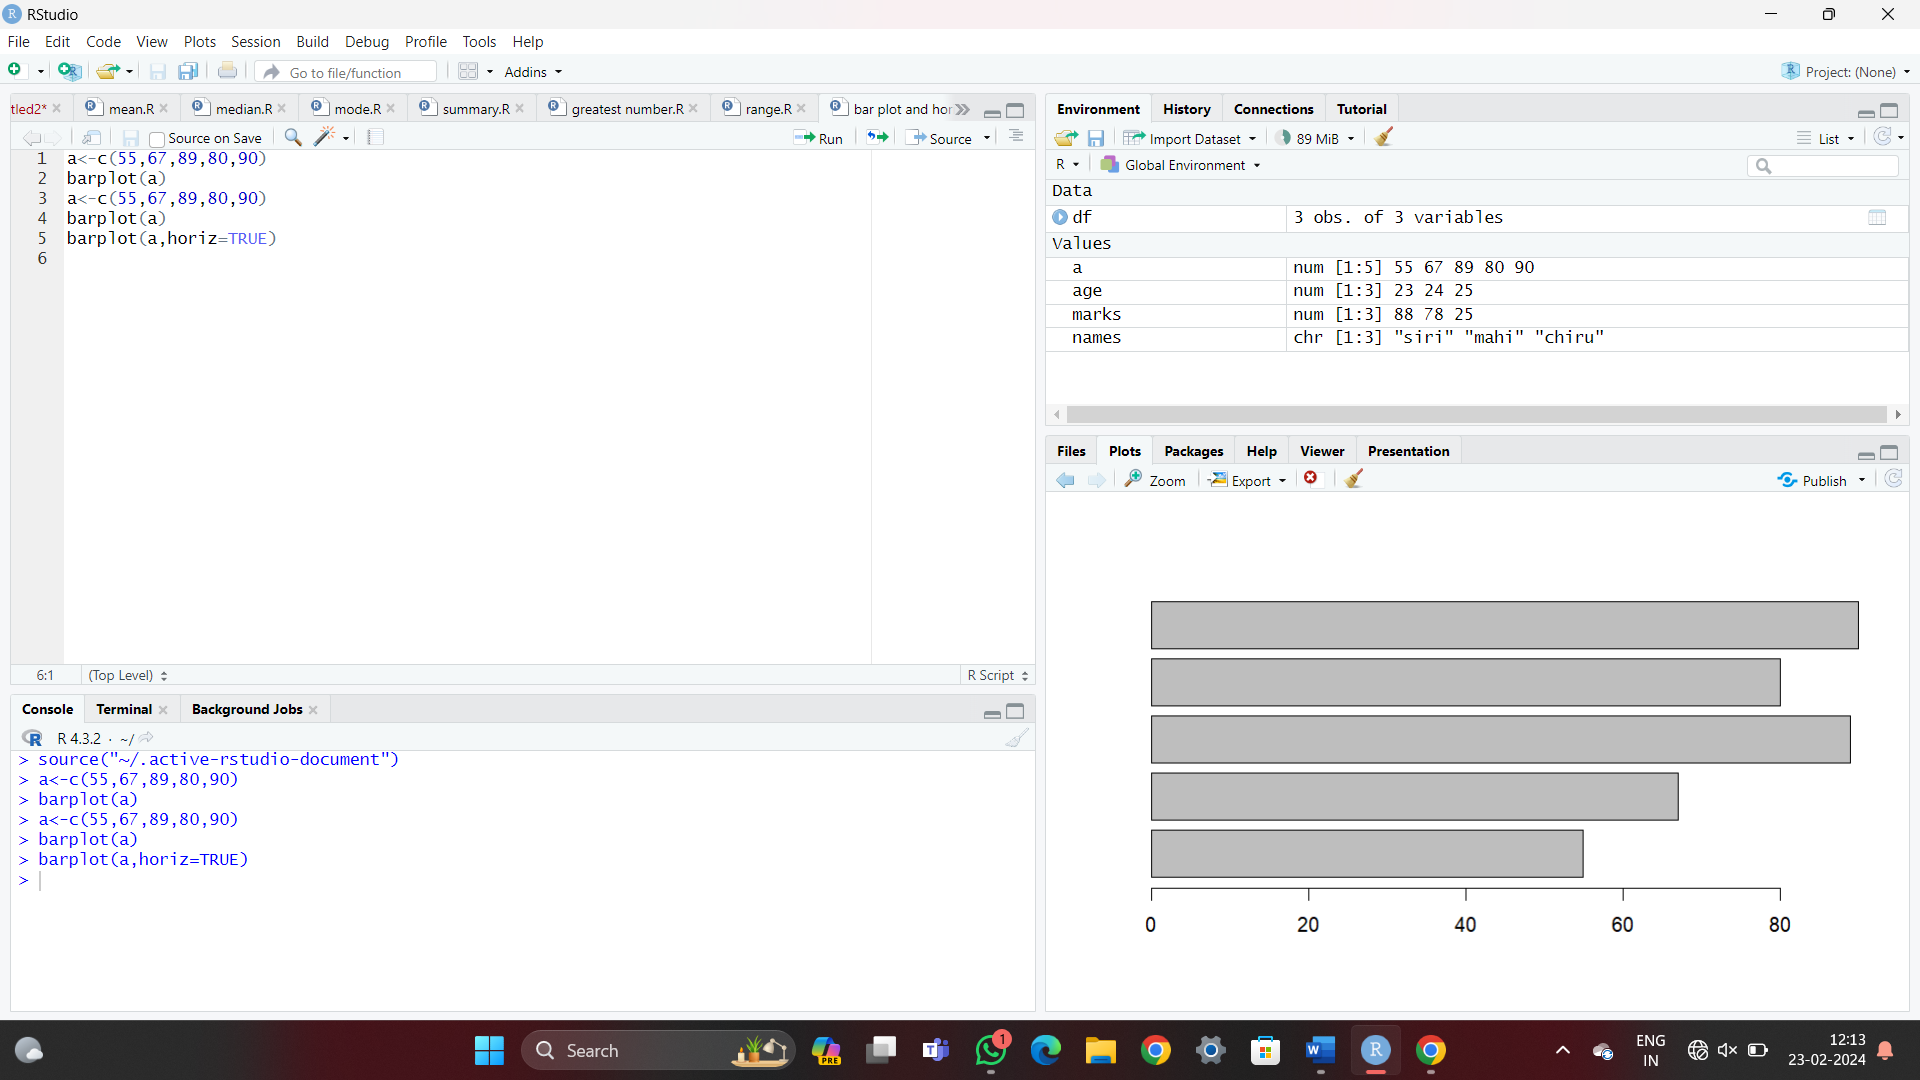 RStudio
File Edit Code View Plots Session Build Debug Profile Tools Help
Go to file/function Addins Project: (None)
tled2* mean.R median.R mode.R summary.R greatest number.R range.R bar plot and hor
Source on Save Run Source
1 a<-c(55,67,89,80,90)
2 barplot(a)
3 a<-c(55,67,89,80,90)
4 barplot(a)
5 barplot(a,horiz=TRUE)
6
6:1 (Top Level) R Script
Console Terminal Background Jobs
R 4.3.2 · ~/
> source("~/.active-rstudio-document")
> a<-c(55,67,89,80,90)
> barplot(a)
> a<-c(55,67,89,80,90)
> barplot(a)
> barplot(a,horiz=TRUE)
>
Environment History Connections Tutorial
Import Dataset 89 MiB List
R Global Environment
Data
df 3 obs. of 3 variables
Values
a num [1:5] 55 67 89 80 90
age num [1:3] 23 24 25
marks num [1:3] 88 78 25
names chr [1:3] "siri" "mahi" "chiru"
Files Plots Packages Help Viewer Presentation
Zoom Export Publish
0 20 40 60 80
Search PRE 1 ENG 12:13
IN 23-02-2024